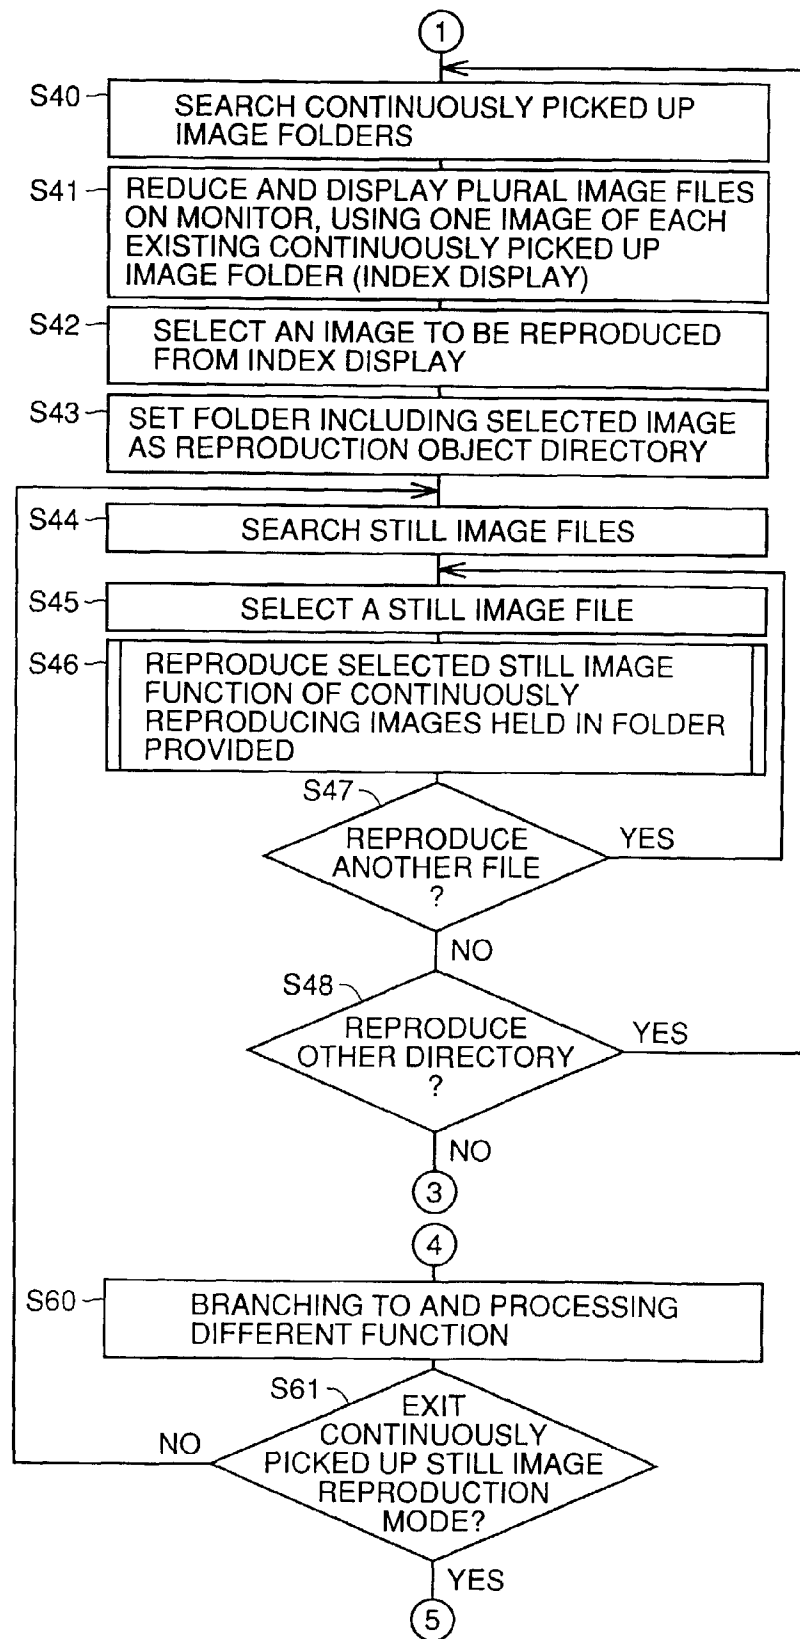 1
S40
SEARCH CONTINUOUSLY PICKED UP
IMAGE FOLDERS
S41
REDUCE AND DISPLAY PLURAL IMAGE FILES
ON MONITOR, USING ONE IMAGE OF EACH
EXISTING CONTINUOUSLY PICKED UP
IMAGE FOLDER (INDEX DISPLAY)
S42
SELECT AN IMAGE TO BE REPRODUCED
FROM INDEX DISPLAY
S43
SET FOLDER INCLUDING SELECTED IMAGE
AS REPRODUCTION OBJECT DIRECTORY
S44
SEARCH STILL IMAGE FILES
S45
SELECT A STILL IMAGE FILE
S46
REPRODUCE SELECTED STILL IMAGE
FUNCTION OF CONTINUOUSLY
REPRODUCING IMAGES HELD IN FOLDER
PROVIDED
S47
REPRODUCE
ANOTHER FILE
?
YES
NO
S48
REPRODUCE
OTHER DIRECTORY
?
YES
NO
3
4
S60
BRANCHING TO AND PROCESSING
DIFFERENT FUNCTION
S61
EXIT
CONTINUOUSLY
PICKED UP STILL IMAGE
REPRODUCTION
MODE?
NO
YES
5